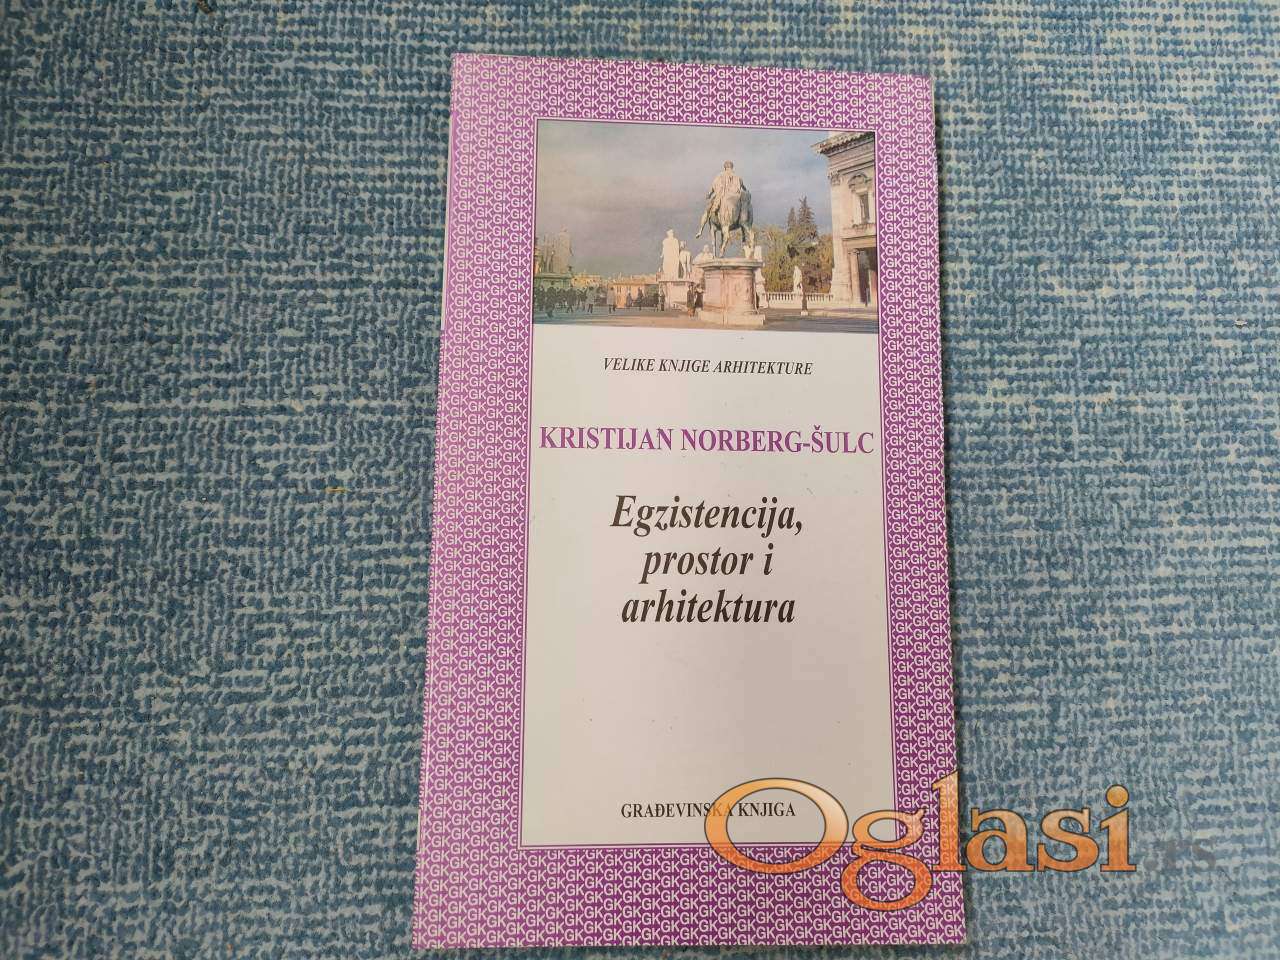 VELIKE KNJIGE ARHITEKTURE
KRISTIJAN NORBERG-ŠULC
Egzistencija,
prostor i
arhitektura
GRAĐEVINSKA KNJIGA
Oglasi.rs